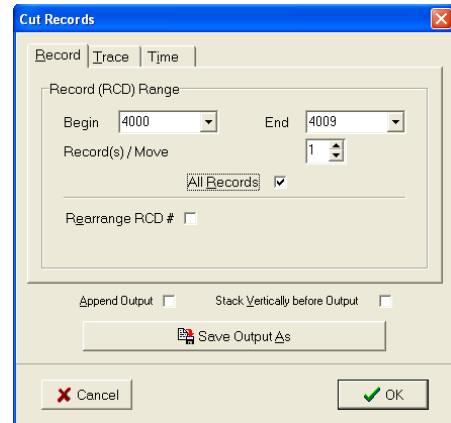 Cut Records
Record Trace Time
Record (RCD) Range
Begin 4000 End 4009
Record(s) / Move 1
All Records
Rearrange RCD #
Append Output Stack Vertically before Output
Save Output As
Cancel OK